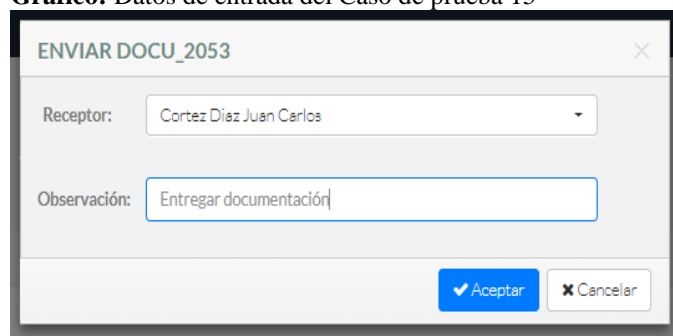 Gráfico: Datos de entrada del Caso de prueba 15
ENVIAR DOCU_2053
Receptor: Cortez Diaz Juan Carlos
Observación: Entregar documentación
Aceptar Cancelar